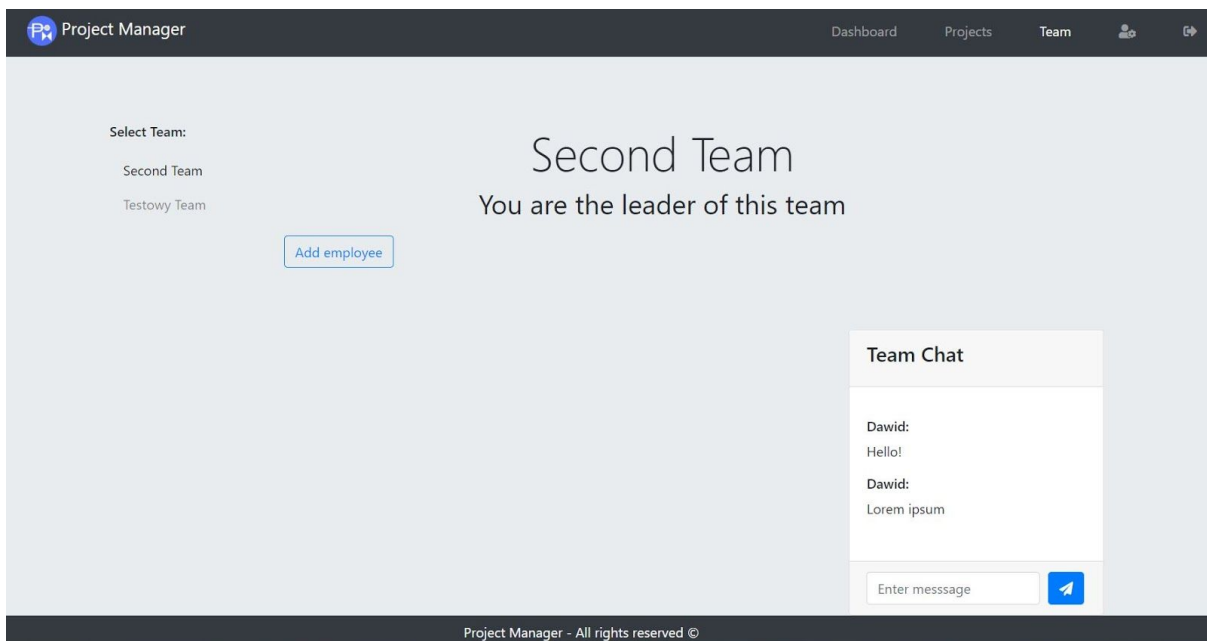 Project Manager
Dashboard Projects Team
Select Team:
Second Team
Testowy Team
Second Team
You are the leader of this team
Add employee
Team Chat
Dawid:
Hello!
Dawid:
Lorem ipsum
Enter messsage
Project Manager - All rights reserved ©